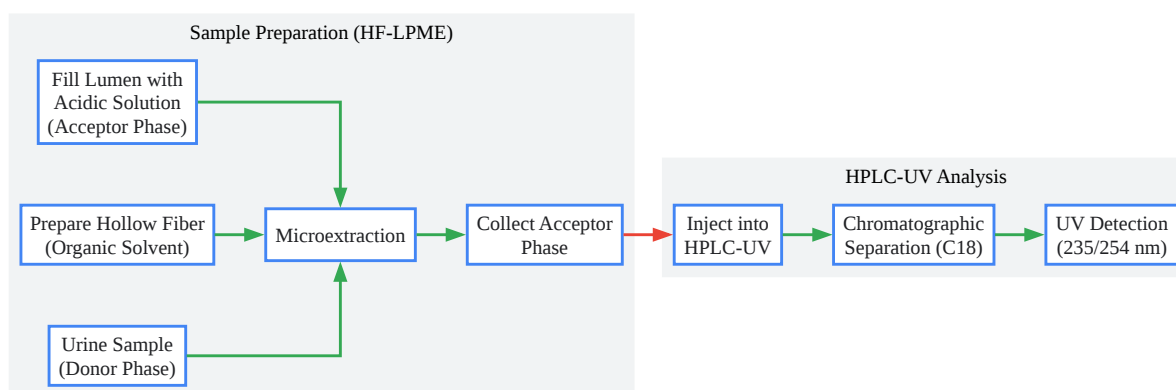 Sample Preparation (HF-LPME)
Fill Lumen with
Acidic Solution
(Acceptor Phase)
Prepare Hollow Fiber
(Organic Solvent)
Urine Sample
(Donor Phase)
Microextraction
Collect Acceptor
Phase
HPLC-UV Analysis
Inject into
HPLC-UV
Chromatographic
Separation (C18)
UV Detection
(235/254 nm)